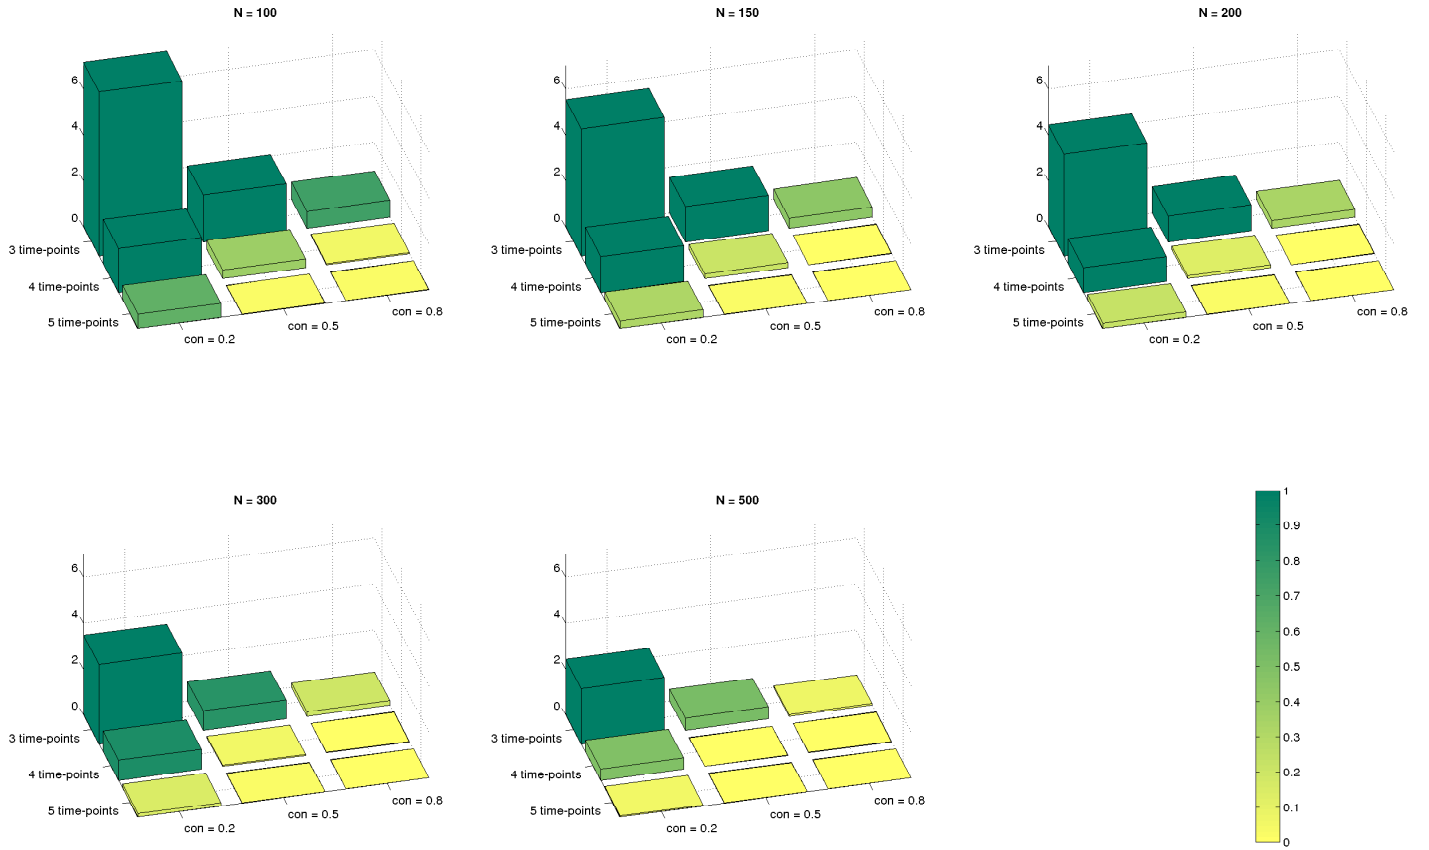 N = 100
6
4
2
0
3 time-points
4 time-points
5 time-points
con = 0.2
con = 0.5
con = 0.8
N = 150
6
4
2
0
3 time-points
4 time-points
5 time-points
con = 0.2
con = 0.5
con = 0.8
N = 200
6
4
2
0
3 time-points
4 time-points
5 time-points
con = 0.2
con = 0.5
con = 0.8
N = 300
6
4
2
0
3 time-points
4 time-points
5 time-points
con = 0.2
con = 0.5
con = 0.8
N = 500
6
4
2
0
3 time-points
4 time-points
5 time-points
con = 0.2
con = 0.5
con = 0.8
1
0.9
0.8
0.7
0.6
0.5
0.4
0.3
0.2
0.1
0